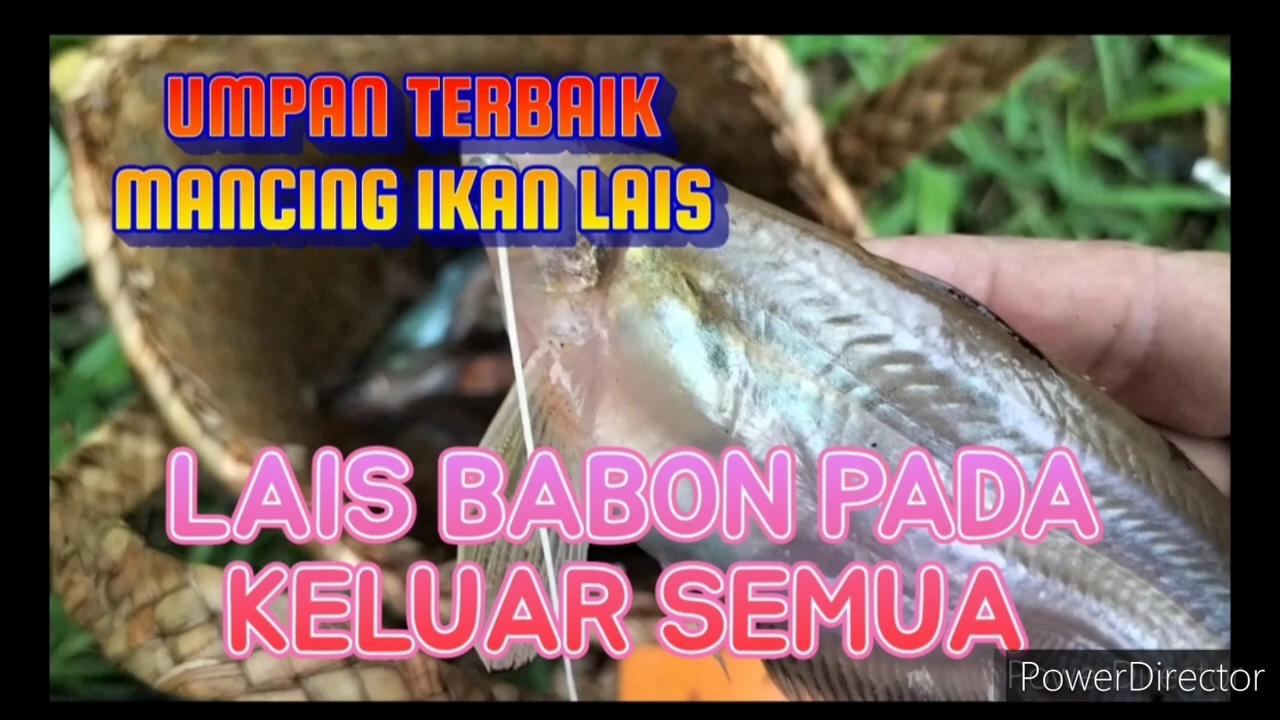 UMPAN TERBAIK
MANCING IKAN LAIS
LAIS BABON PADA
KELUAR SEMUA
PowerDirector